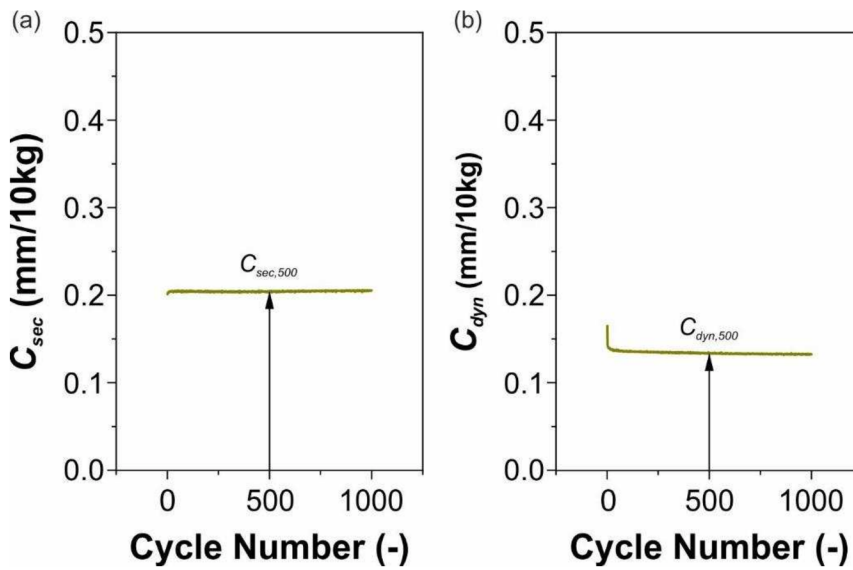 (a)
0.5
0.4
0.3
0.2
0.1
0.0
C_sec (mm/10kg)
C_sec,500
0 500 1000
Cycle Number (-)
(b)
0.5
0.4
0.3
0.2
0.1
0.0
C_dyn (mm/10kg)
C_dyn,500
0 500 1000
Cycle Number (-)